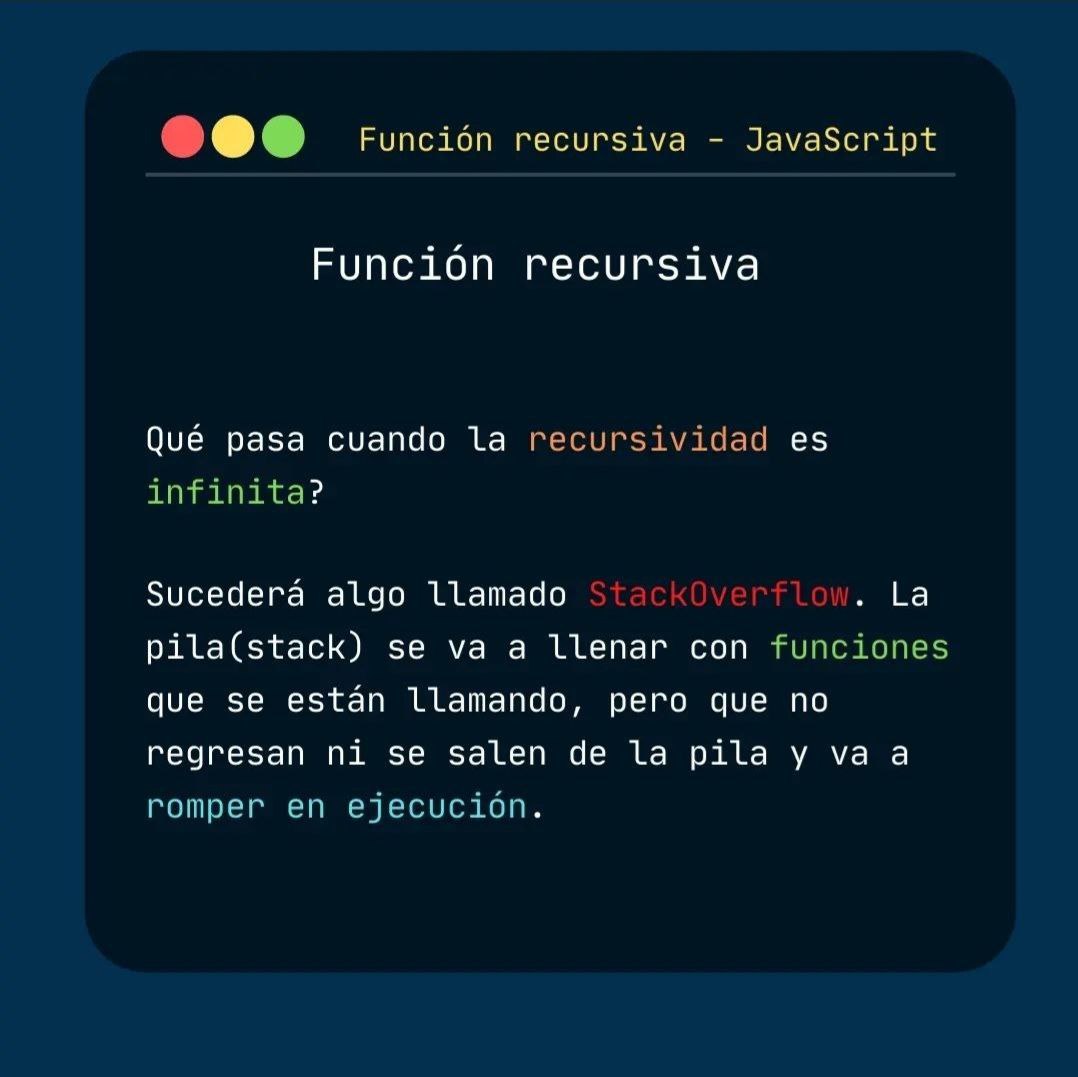 Función recursiva - JavaScript
Función recursiva
Qué pasa cuando la recursividad es
infinita?
Sucederá algo llamado StackOverflow. La
pila(stack) se va a llenar con funciones
que se están llamando, pero que no
regresan ni se salen de la pila y va a
romper en ejecución.